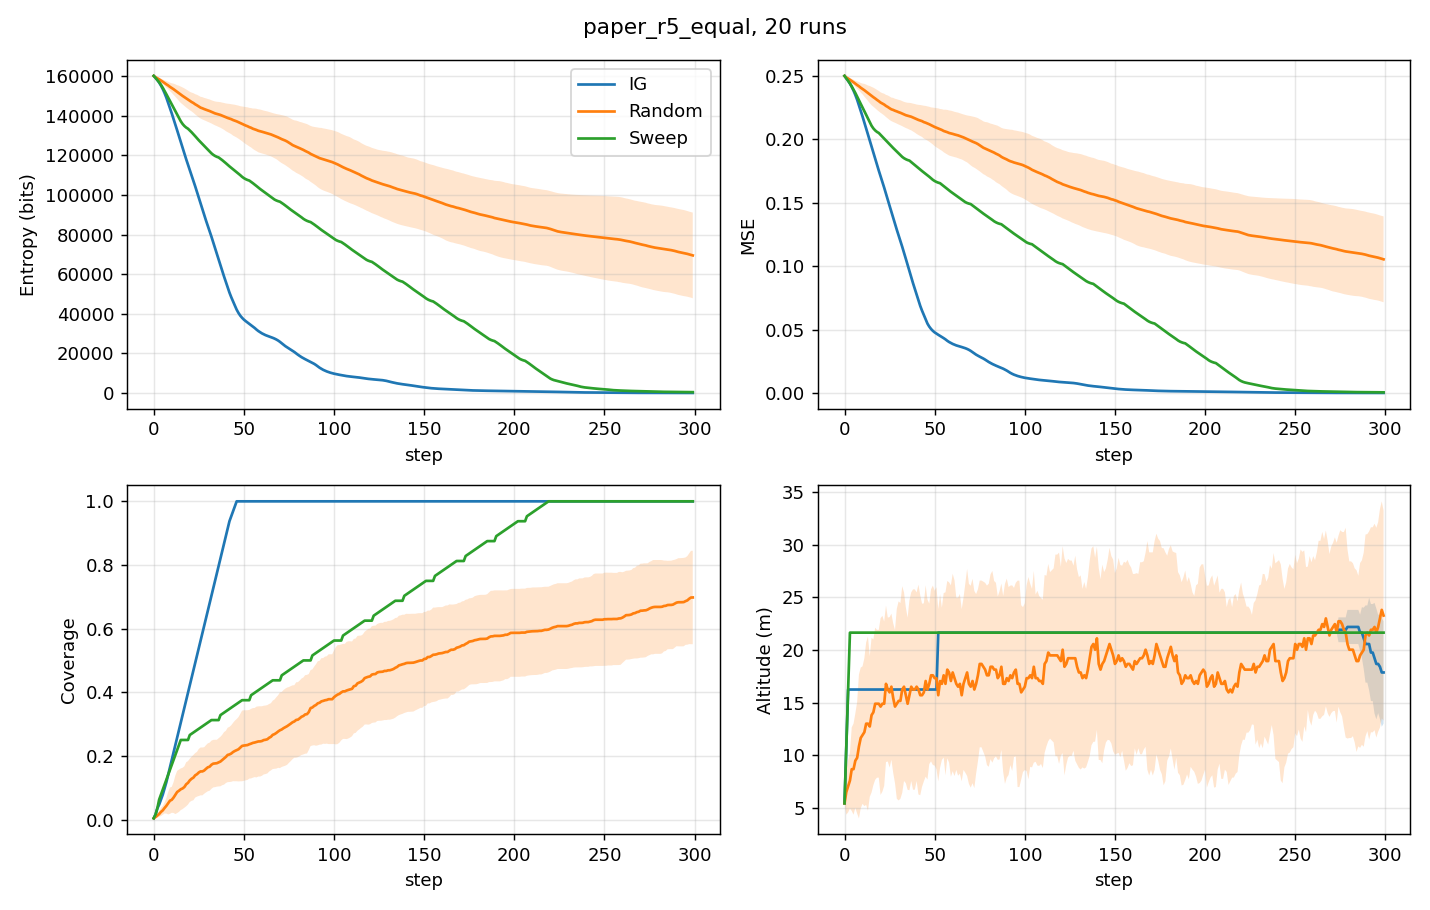 paper_r5_equal, 20 runs
Entropy (bits)
160000
140000
120000
100000
80000
60000
40000
20000
0
IG
Random
Sweep
0 50 100 150 200 250 300
step
MSE
0.25
0.20
0.15
0.10
0.05
0.00
0 50 100 150 200 250 300
step
Coverage
1.0
0.8
0.6
0.4
0.2
0.0
0 50 100 150 200 250 300
step
Altitude (m)
35
30
25
20
15
10
5
0 50 100 150 200 250 300
step